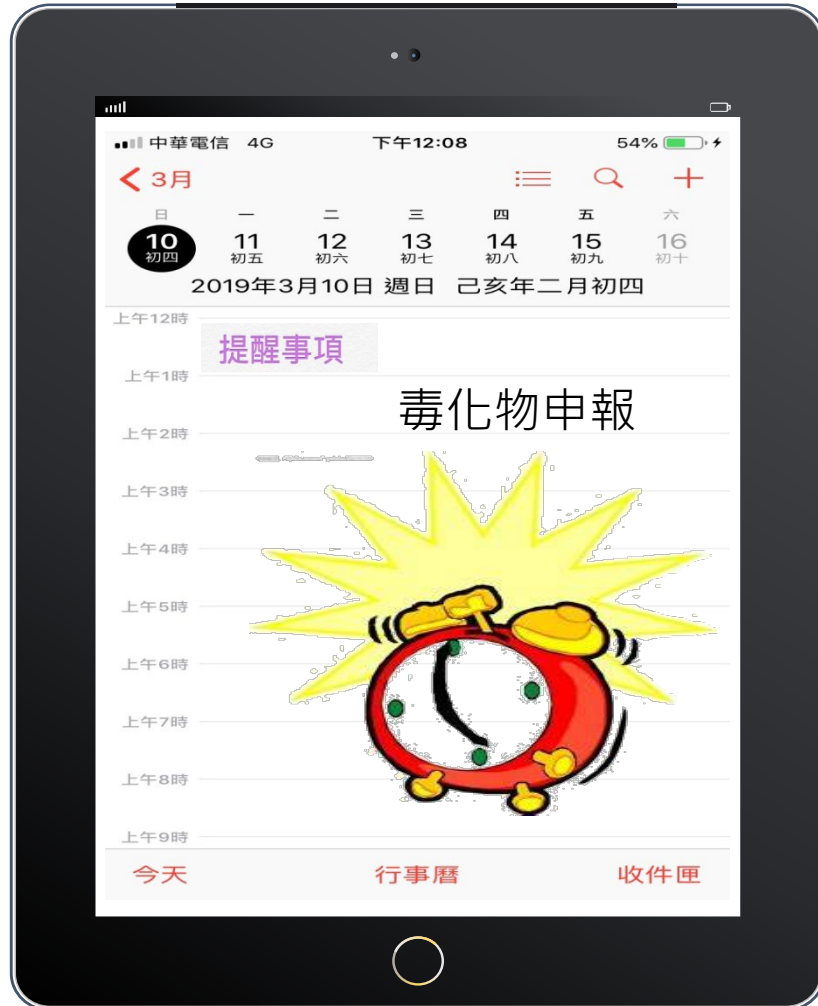 中華電信 4G 下午12:08 54%
3月
日 一 二 三 四 五 六
10 11 12 13 14 15 16
初四 初五 初六 初七 初八 初九 初十
2019年3月10日 週日 己亥年二月初四
上午12時
提醒事項
上午1時
毒化物申報
上午2時
上午3時
上午4時
上午5時
上午6時
上午7時
上午8時
上午9時
今天 行事曆 收件匣